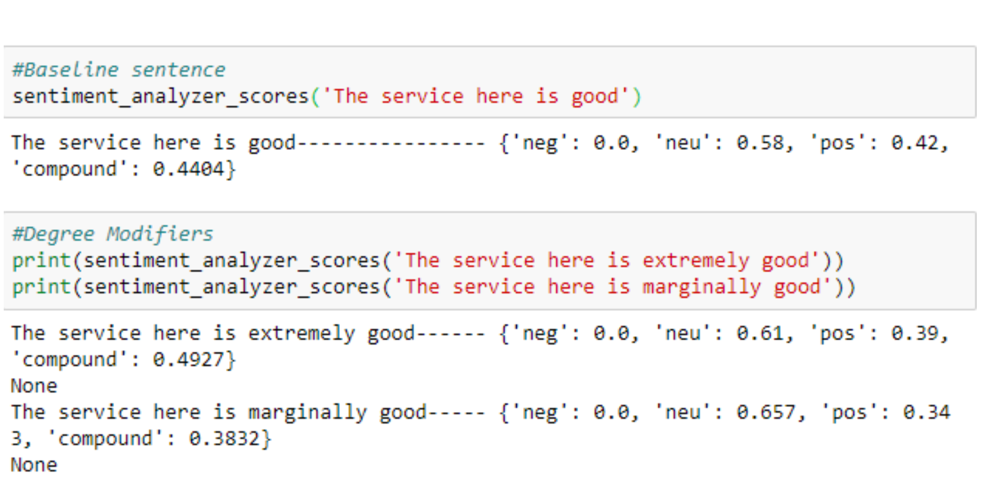 #Baseline sentence
sentiment_analyzer_scores('The service here is good')
The service here is good---------------- {'neg': 0.0, 'neu': 0.58, 'pos': 0.42,
'compound': 0.4404}
#Degree Modifiers
print(sentiment_analyzer_scores('The service here is extremely good'))
print(sentiment_analyzer_scores('The service here is marginally good'))
The service here is extremely good------ {'neg': 0.0, 'neu': 0.61, 'pos': 0.39,
'compound': 0.4927}
None
The service here is marginally good----- {'neg': 0.0, 'neu': 0.657, 'pos': 0.34
3, 'compound': 0.3832}
None